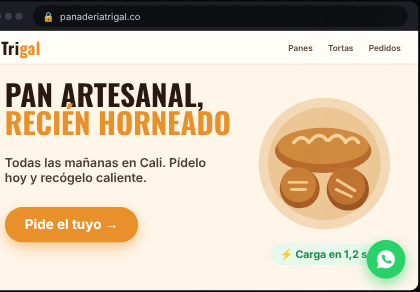 panaderiatrigal.co
Trigal
Panes Tortas Pedidos
PAN ARTESANAL,
RECIÉN HORNEADO
Todas las mañanas en Cali. Pídelo
hoy y recógelo caliente.
Pide el tuyo →
⚡ Carga en 1,2 s